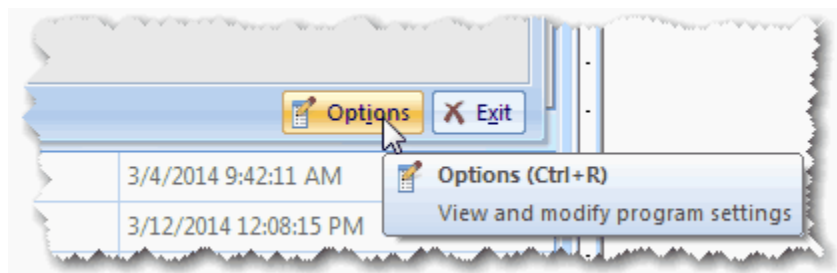 Options Exit
3/4/2014 9:42:11 AM
Options (Ctrl+R)
3/12/2014 12:08:15 PM
View and modify program settings